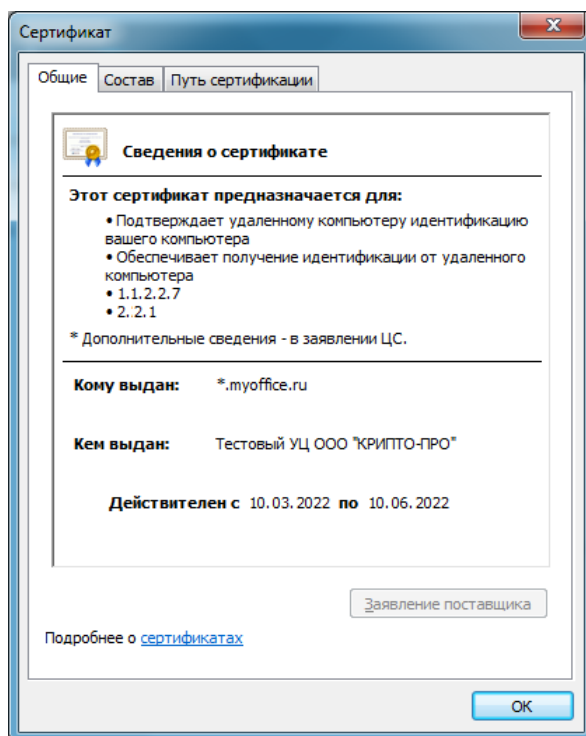 Сертификат
Общие Состав Путь сертификации
Сведения о сертификате
Этот сертификат предназначается для:
• Подтверждает удаленному компьютеру идентификацию
вашего компьютера
• Обеспечивает получение идентификации от удаленного
компьютера
• 1.1.2.2.7
• 2.2.1
* Дополнительные сведения - в заявлении ЦС.
Кому выдан: *.myoffice.ru
Кем выдан: Тестовый УЦ ООО "КРИПТО-ПРО"
Действителен с 10.03.2022 по 10.06.2022
Заявление поставщика
Подробнее о сертификатах
ОК